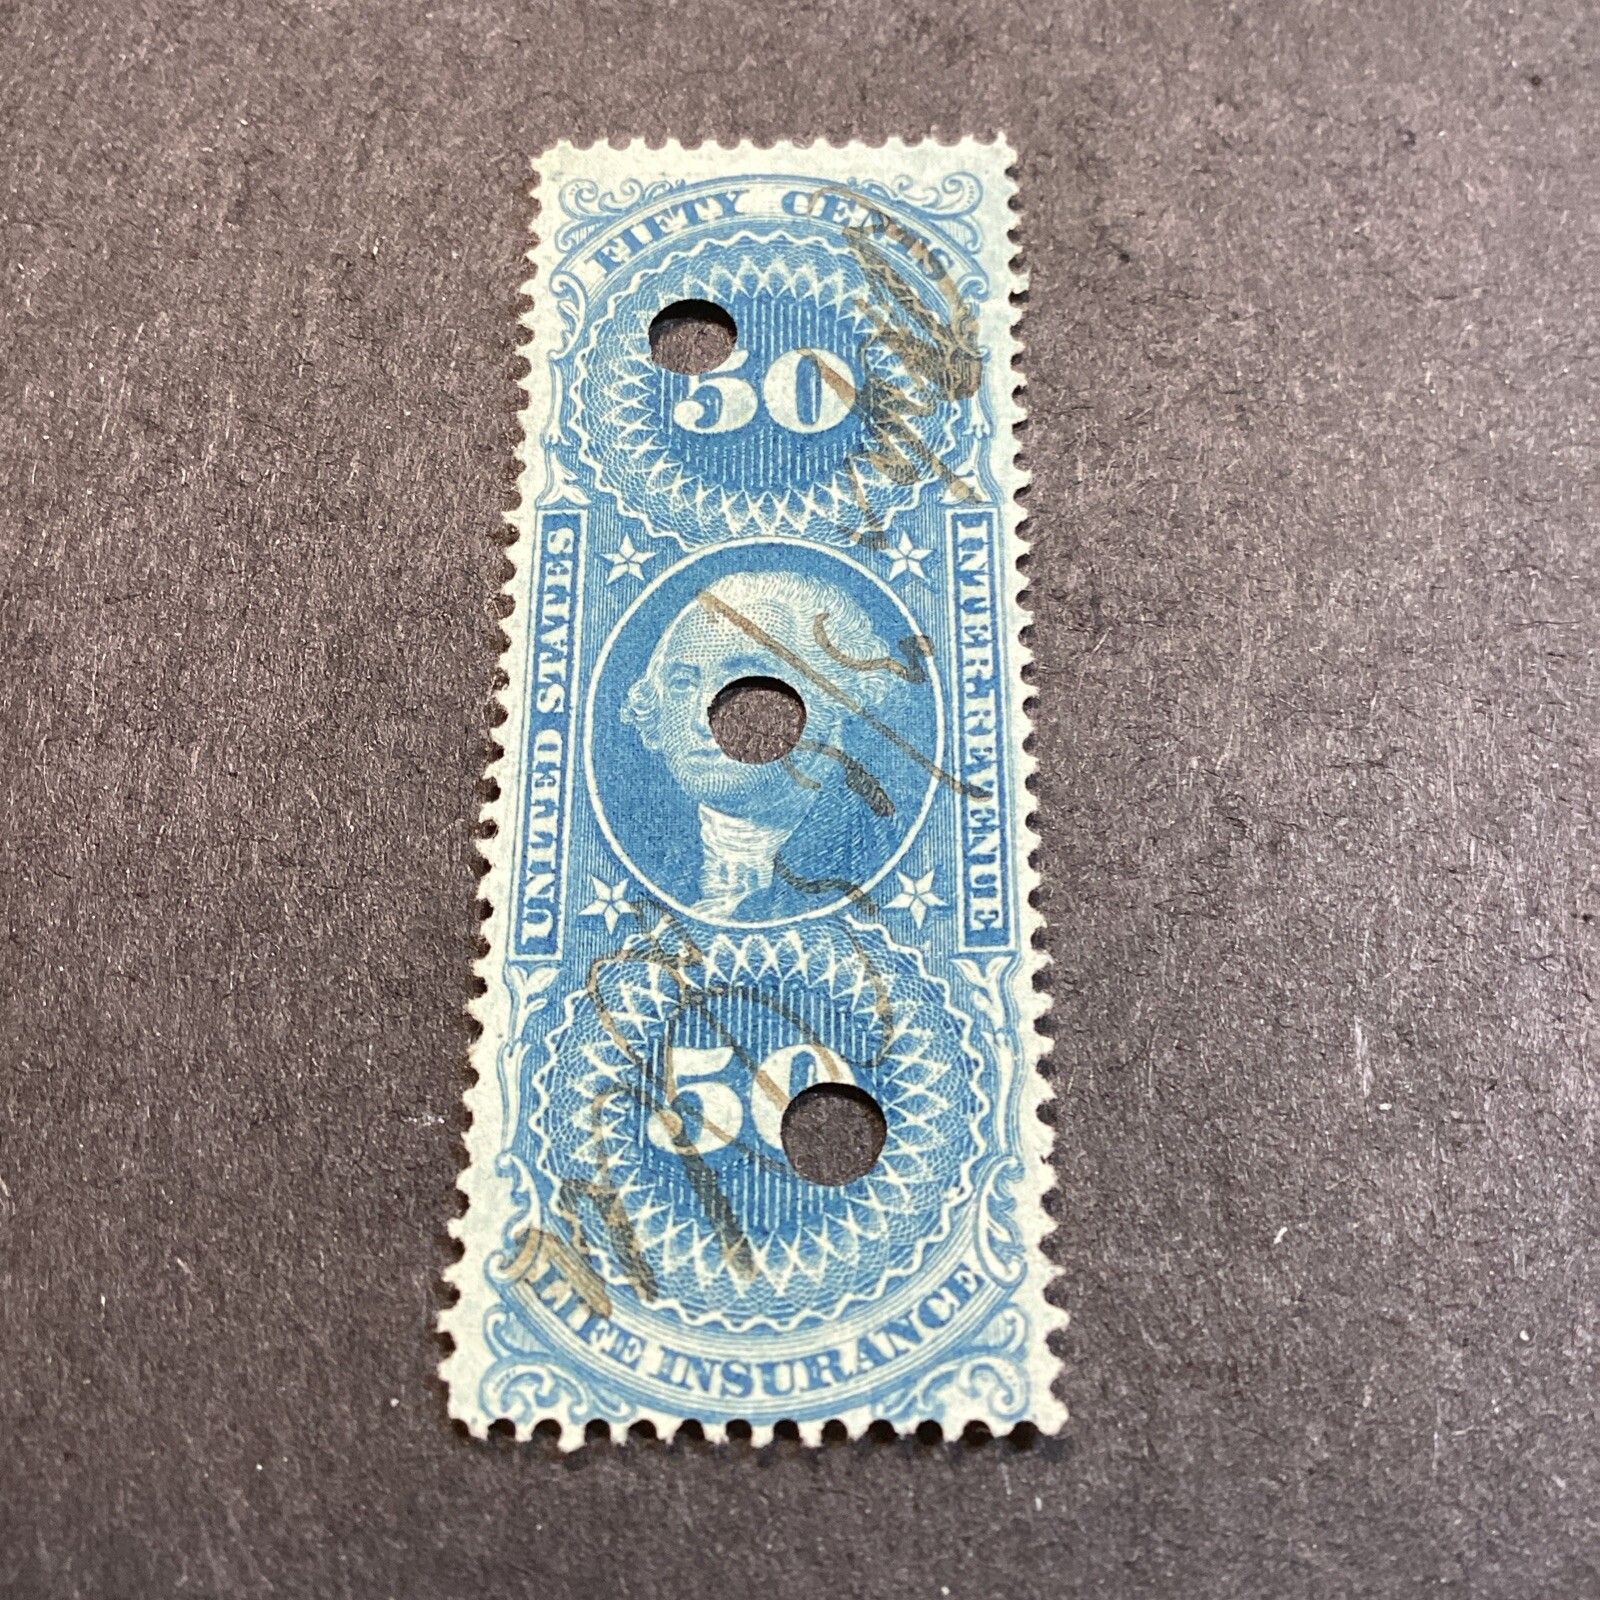 FIFTY CENTS
50
UNITED STATES
INTER. REVENUE
50
LIFE INSURANCE